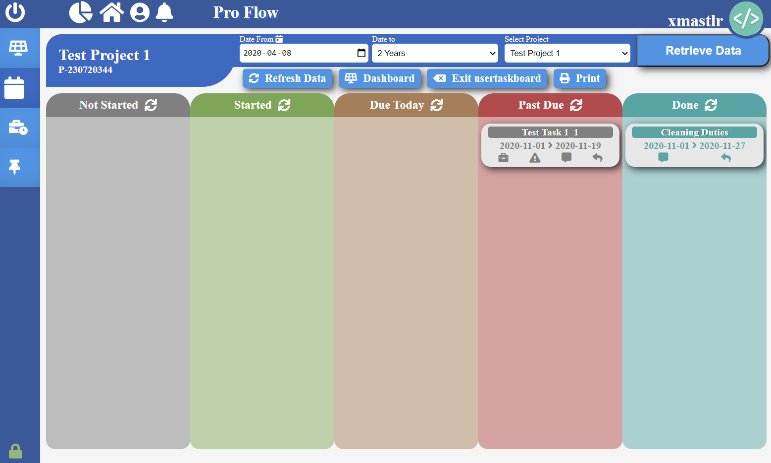 Pro Flow
xmastlr
</>
Test Project 1
P-230720344
Date From
2020-04-08
Date to
2 Years
Select Project
Test Project 1
Retrieve Data
Refresh Data
Dashboard
Exit usertaskboard
Print
Not Started
Started
Due Today
Past Due
Done
Test Task 1_1
2020-11-01 > 2020-11-19
Cleaning Duties
2020-11-01 > 2020-11-27